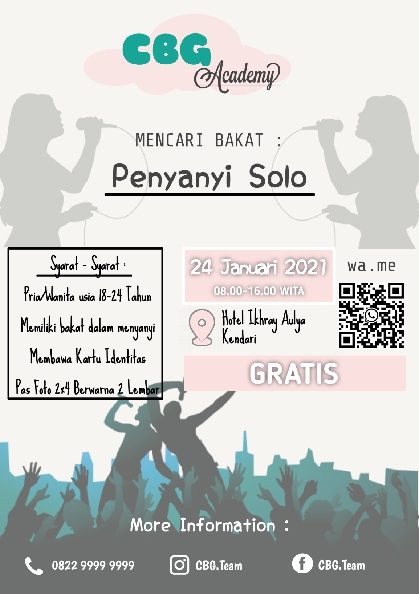 CBG
Academy
MENCARI BAKAT :
Penyanyi Solo
Syarat - Syarat :
Pria/Wanita usia 18-24 Tahun
Memiliki bakat dalam menyanyi
Membawa Kartu Identitas
Pas Foto 2x4 Berwarna 2 Lembar
24 Januari 2021
08.00-16.00 WITA
Hotel Ikhray Aulya
Kendari
wa.me
GRATIS
More Information :
0822 9999 9999
CBG.Team
CBG.Team